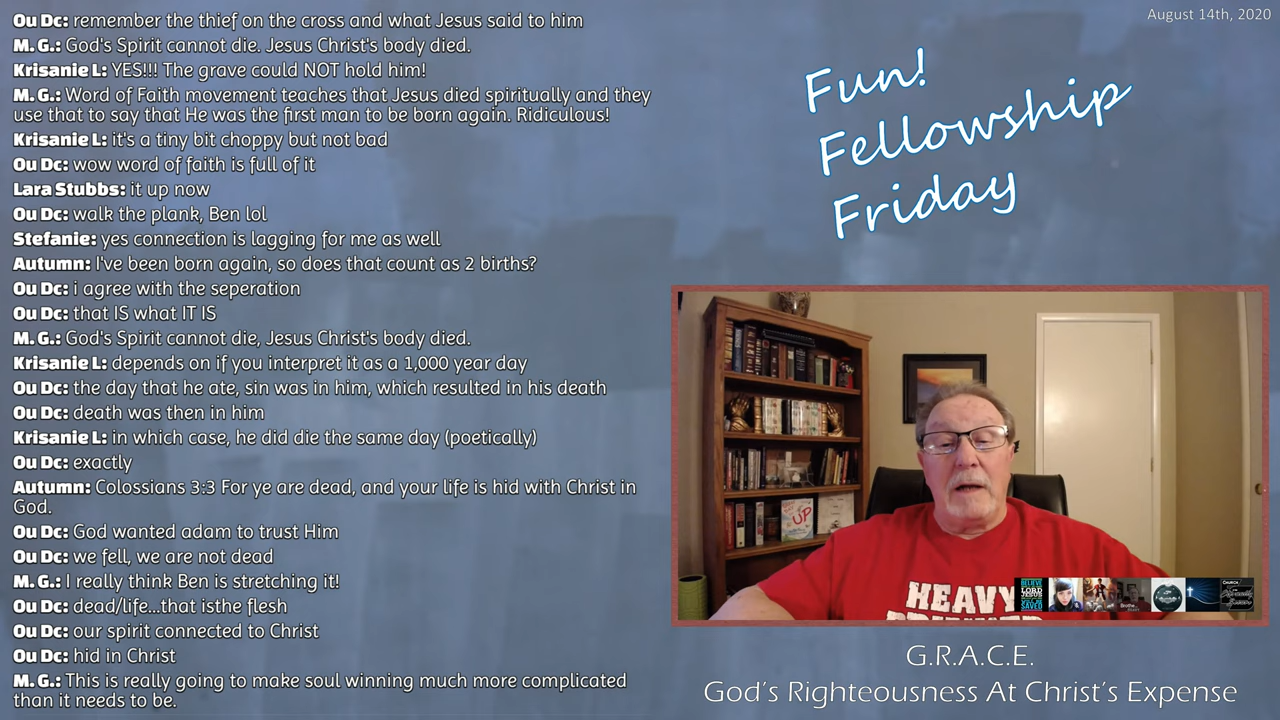 Ou Dc: remember the thief on the cross and what Jesus said to him
M. G.: God's Spirit cannot die. Jesus Christ's body died.
Krisanie L: YES!!! The grave could NOT hold him!
M. G.: Word of Faith movement teaches that Jesus died spiritually and they
use that to say that He was the first man to be born again. Ridiculous!
Krisanie L: it's a tiny bit choppy but not bad
Ou Dc: wow word of faith is full of it
Lara Stubbs: it up now
Ou Dc: walk the plank, Ben lol
Stefanie: yes connection is lagging for me as well
Autumn: I've been born again, so does that count as 2 births?
Ou Dc: i agree with the seperation
Ou Dc: that IS what IT IS
M. G.: God's Spirit cannot die, Jesus Christ's body died.
Krisanie L: depends on if you interpret it as a 1,000 year day
Ou Dc: the day that he ate, sin was in him, which resulted in his death
Ou Dc: death was then in him
Krisanie L: in which case, he did die the same day (poetically)
Ou Dc: exactly
Autumn: Colossians 3:3 For ye are dead, and your life is hid with Christ in
God.
Ou Dc: God wanted adam to trust Him
Ou Dc: we fell, we are not dead
M. G.: I really think Ben is stretching it!
Ou Dc: dead/life...that isthe flesh
Ou Dc: our spirit connected to Christ
Ou Dc: hid in Christ
M. G.: This is really going to make soul winning much more complicated
than it needs to be.
August 14th, 2020
Fun!
Fellowship
Friday
UP
HEAVY
BELIEVE
LORD
JESUS
SAVED
CHURCH
G.R.A.C.E.
God's Righteousness At Christ's Expense